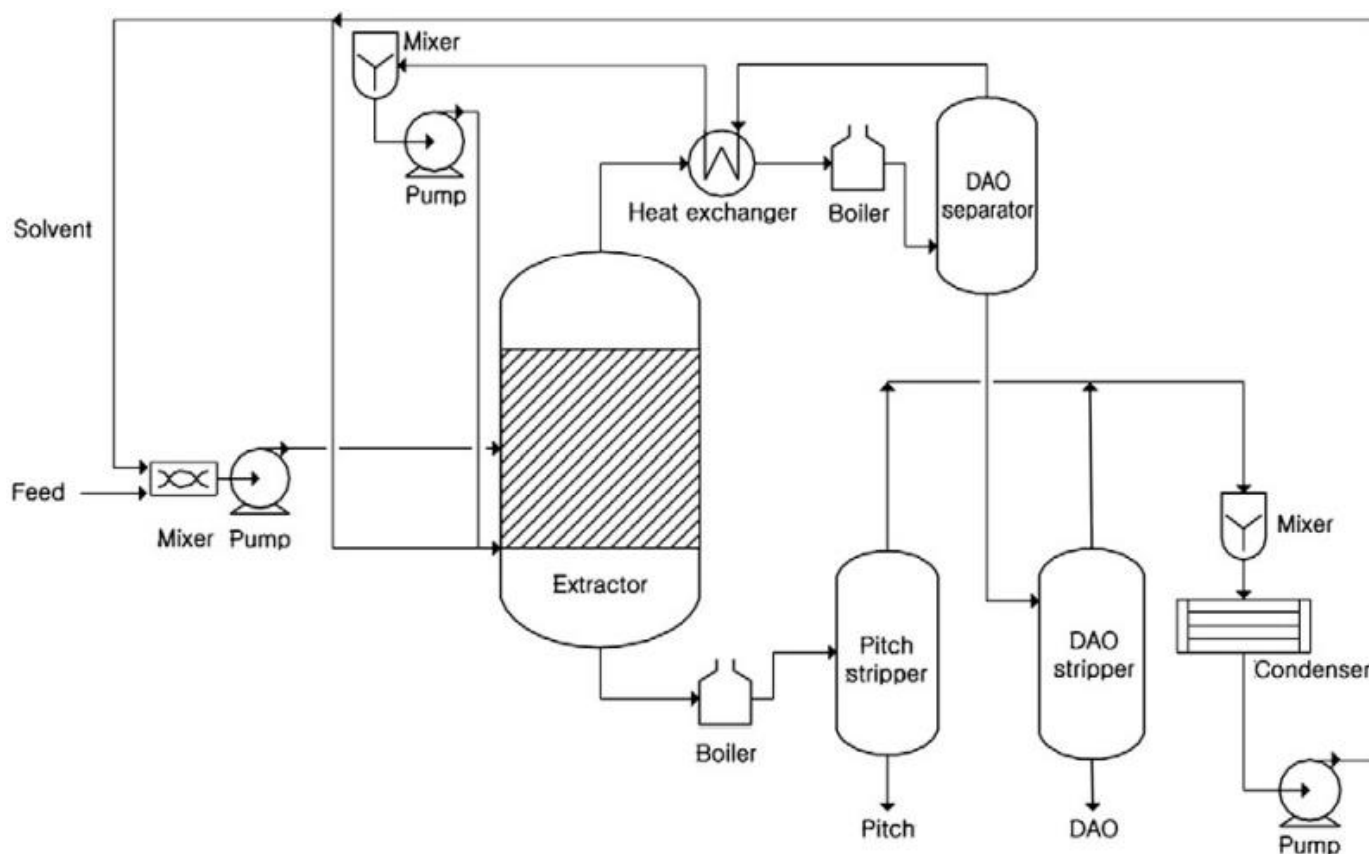 Mixer
Pump
Heat exchanger
Boiler
DAO
separator
Solvent
Feed
Mixer
Pump
Extractor
Mixer
Pitch
stripper
DAO
stripper
Condenser
Boiler
Pitch
DAO
Pump